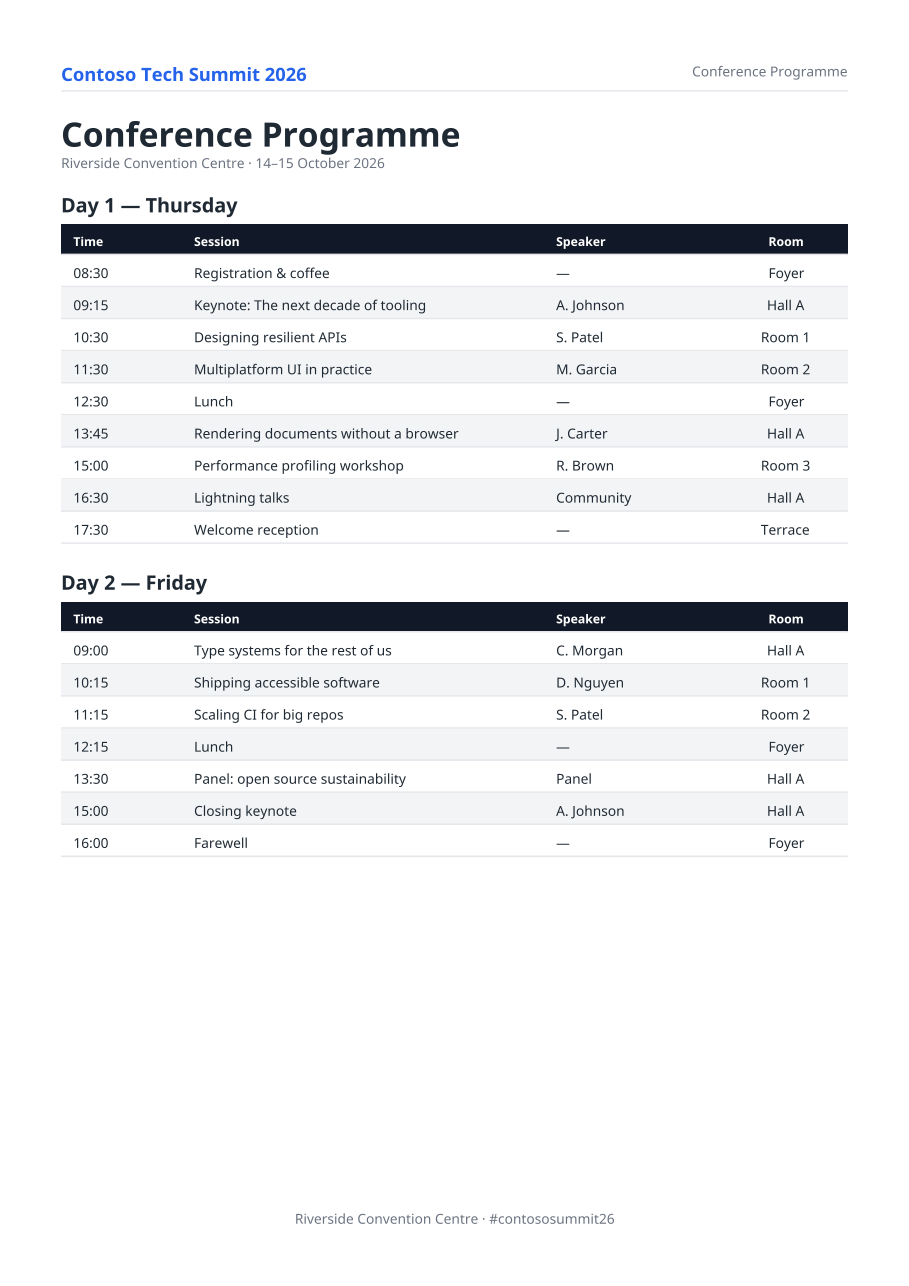 Contoso Tech Summit 2026 Conference Programme
Conference Programme
Riverside Convention Centre · 14–15 October 2026
Day 1 — Thursday
Time Session Speaker Room
08:30 Registration & coffee — Foyer
09:15 Keynote: The next decade of tooling A. Johnson Hall A
10:30 Designing resilient APIs S. Patel Room 1
11:30 Multiplatform UI in practice M. Garcia Room 2
12:30 Lunch — Foyer
13:45 Rendering documents without a browser J. Carter Hall A
15:00 Performance profiling workshop R. Brown Room 3
16:30 Lightning talks Community Hall A
17:30 Welcome reception — Terrace
Day 2 — Friday
Time Session Speaker Room
09:00 Type systems for the rest of us C. Morgan Hall A
10:15 Shipping accessible software D. Nguyen Room 1
11:15 Scaling CI for big repos S. Patel Room 2
12:15 Lunch — Foyer
13:30 Panel: open source sustainability Panel Hall A
15:00 Closing keynote A. Johnson Hall A
16:00 Farewell — Foyer
Riverside Convention Centre · #contososummit26